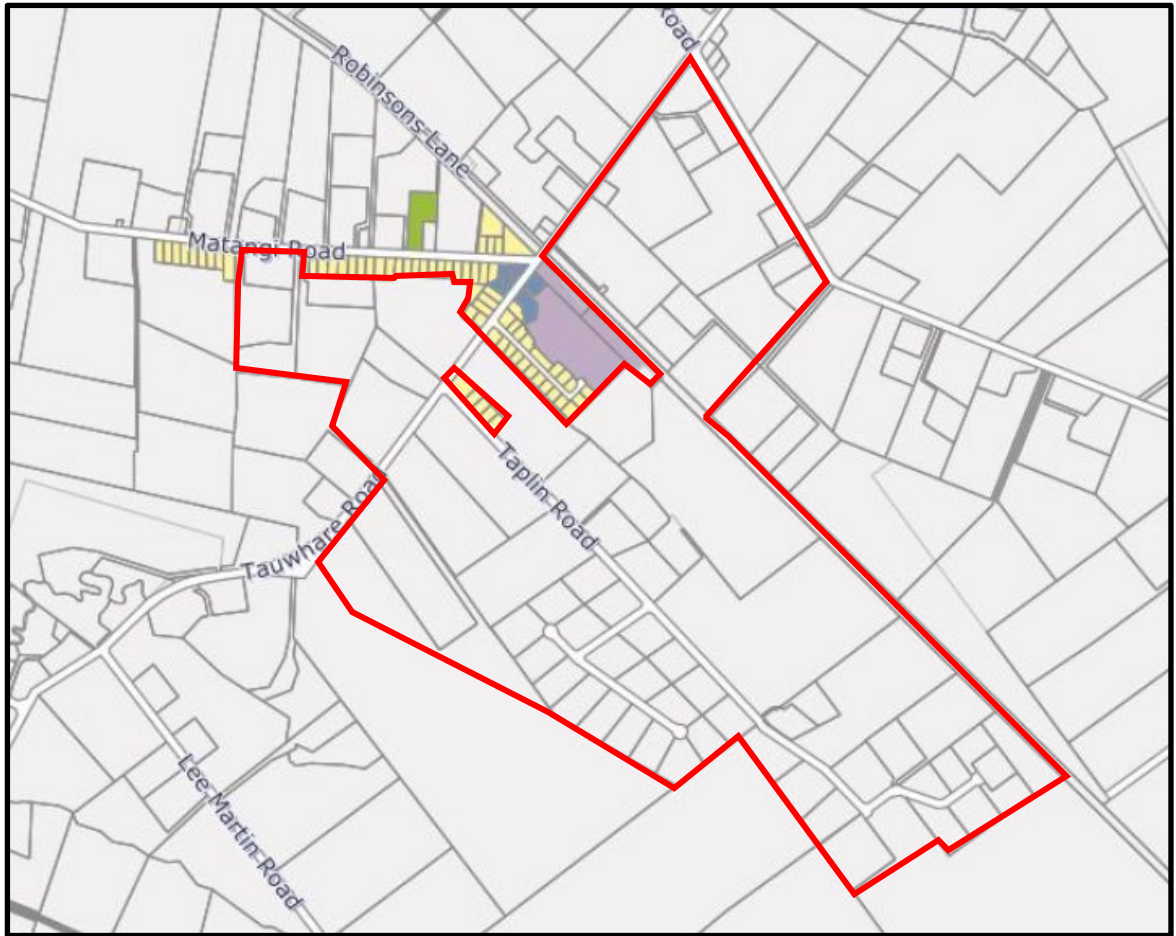 Road
Robinsons Lane
Matangi Road
Taplin Road
Tauwhare Road
Lee Martin Road